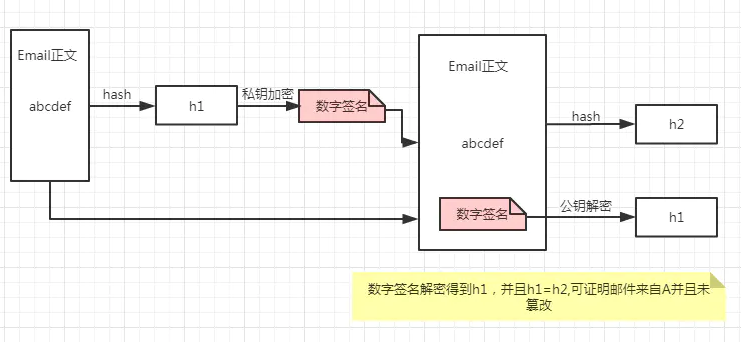 Email正文
abcdef
hash
h1
私钥加密
数字签名
Email正文
abcdef
数字签名
hash
h2
公钥解密
h1
数字签名解密得到h1，并且h1=h2,可证明邮件来自A并且未
篡改